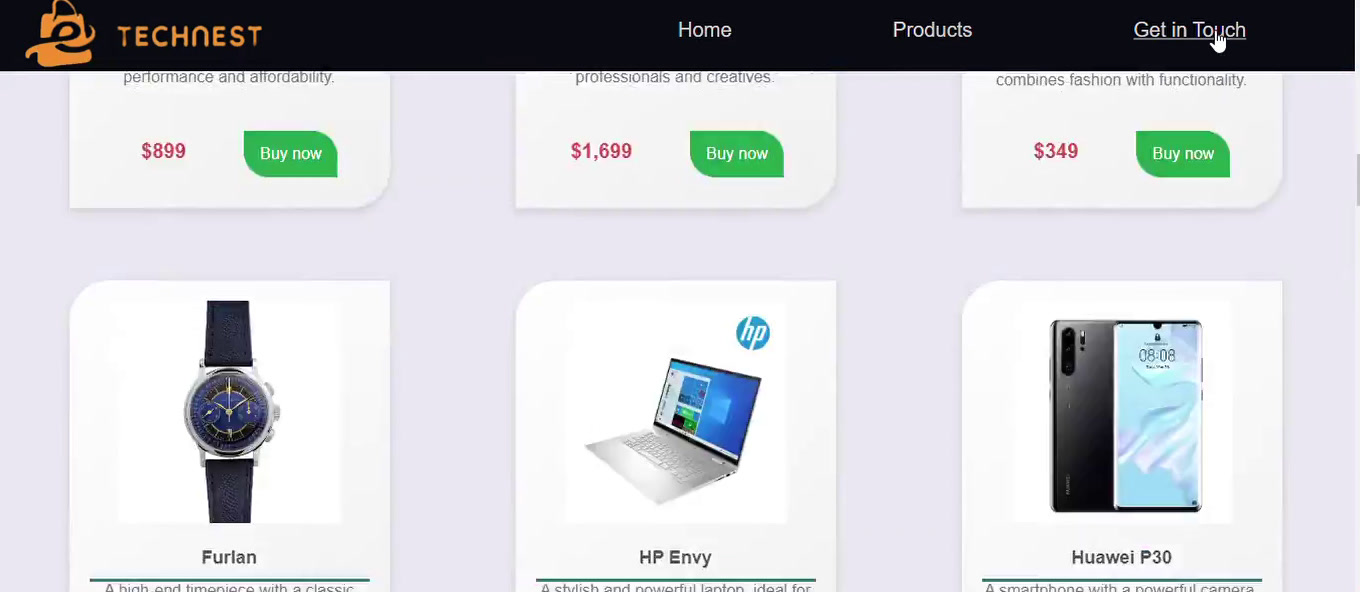 TECHNEST
Home
Products
Get in Touch
performance and affordability.
professionals and creatives.
combines fashion with functionality.
$899
Buy now
$1,699
Buy now
$349
Buy now
hp
08:08
Furlan
HP Envy
Huawei P30
A high-end timepiece with a classic
A stylish and powerful laptop, ideal for
A smartphone with a powerful camera